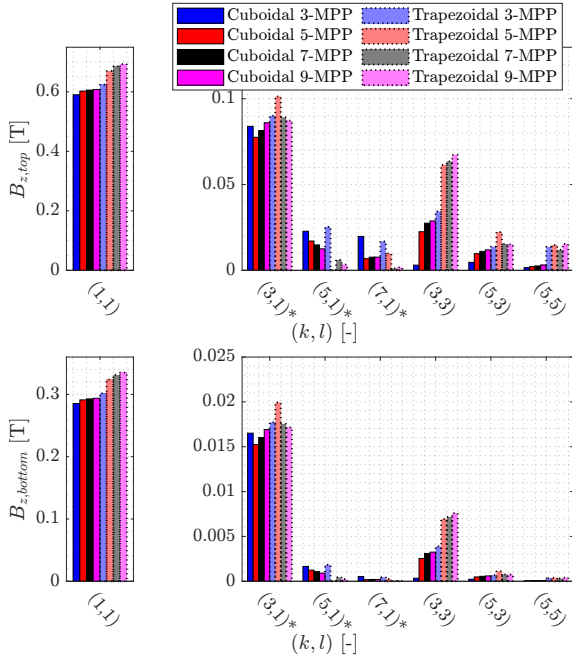 Cuboidal 3-MPP Trapezoidal 3-MPP
Cuboidal 5-MPP Trapezoidal 5-MPP
Cuboidal 7-MPP Trapezoidal 7-MPP
Cuboidal 9-MPP Trapezoidal 9-MPP
B_{z,top} [T]
0.6
0.4
0.2
0
(1,1)
0.1
0.05
0
(3,1)* (5,1)* (7,1)* (3,3) (5,3) (5,5)
(k, l) [-]
B_{z,bottom} [T]
0.3
0.2
0.1
0
(1,1)
0.025
0.02
0.015
0.01
0.005
0
(3,1)* (5,1)* (7,1)* (3,3) (5,3) (5,5)
(k, l) [-]